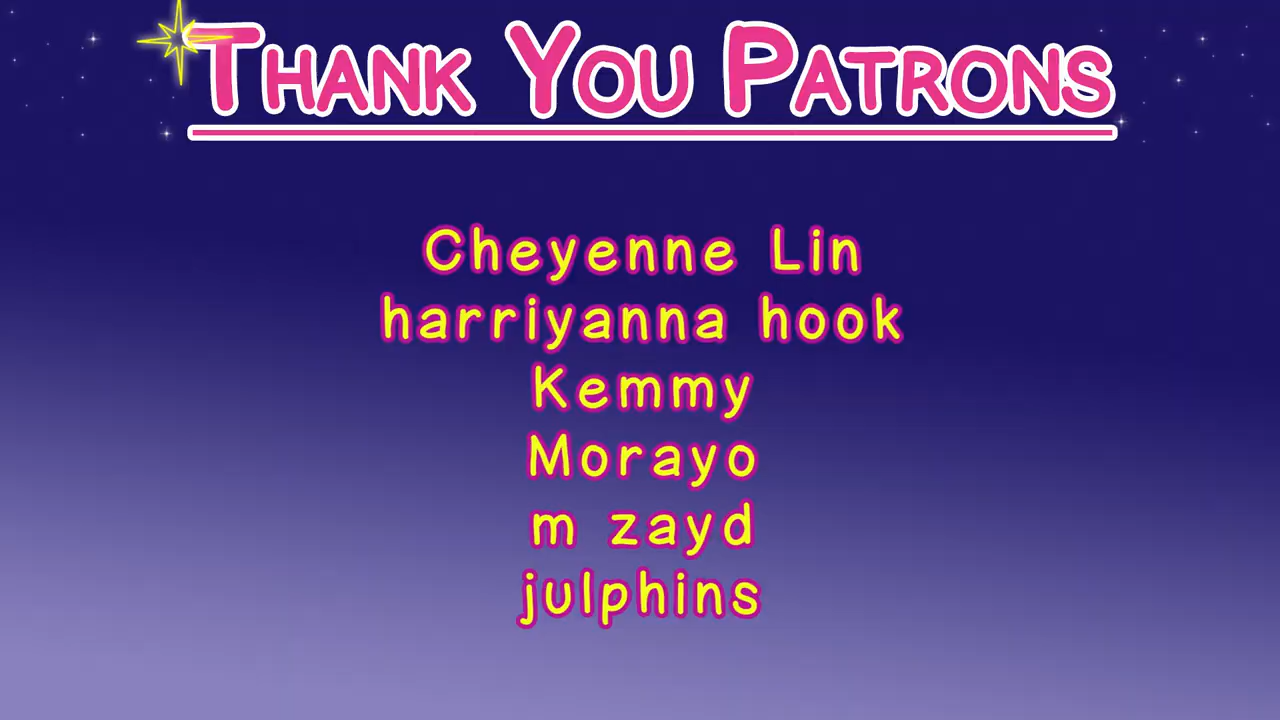 THANK YOU PATRONS
Cheyenne Lin
harriyanna hook
Kemmy
Morayo
m zayd
julphins